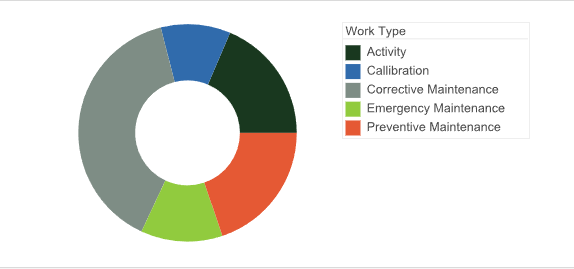 Work Type
Activity
Callibration
Corrective Maintenance
Emergency Maintenance
Preventive Maintenance